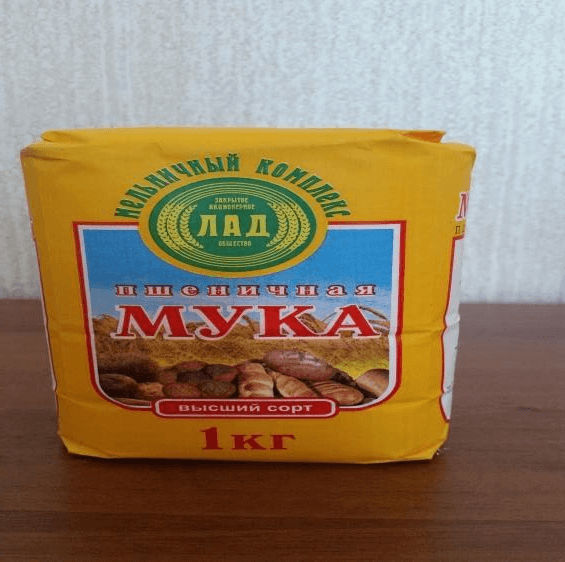 МЕЛЬНИЧНЫЙ КОМПЛЕКС
ЗАКРЫТОЕ
АКЦИОНЕРНОЕ
ЛАД
ОБЩЕСТВО
пшеничная
МУКА
ВЫСШИЙ СОРТ
1кг